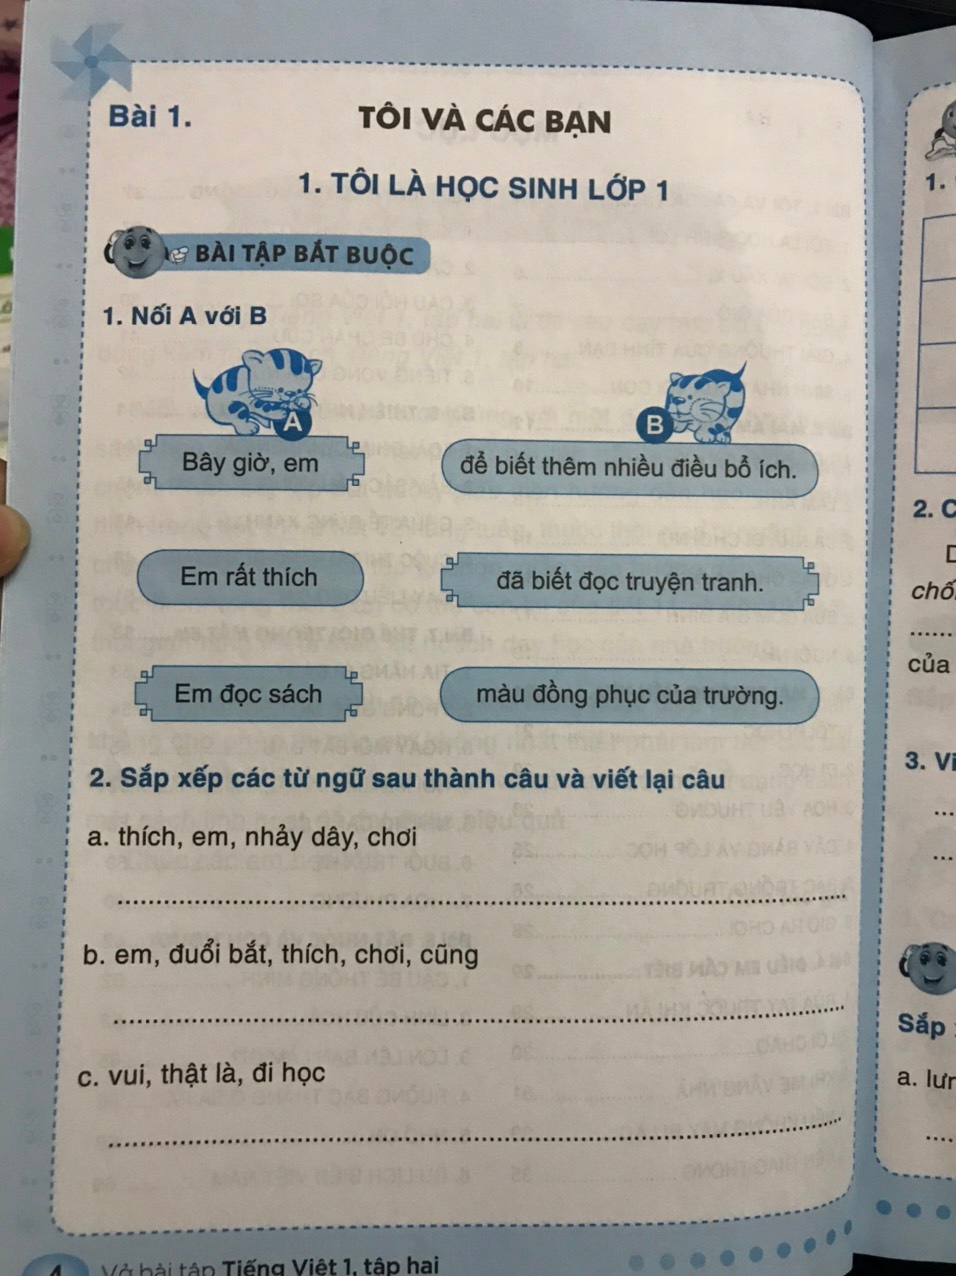 Bài 1.
TÔI VÀ CÁC BẠN
1. TÔI LÀ HỌC SINH LỚP 1
BÀI TẬP BẮT BUỘC
1. Nối A với B
A
B
Bây giờ, em
để biết thêm nhiều điều bổ ích.
Em rất thích
đã biết đọc truyện tranh.
Em đọc sách
màu đồng phục của trường.
2. Sắp xếp các từ ngữ sau thành câu và viết lại câu
a. thích, em, nhảy dây, chơi
b. em, đuổi bắt, thích, chơi, cũng
c. vui, thật là, đi học
4 Vở bài tập Tiếng Việt 1, tập hai
1.
2.
của
3.
Sắp
a.